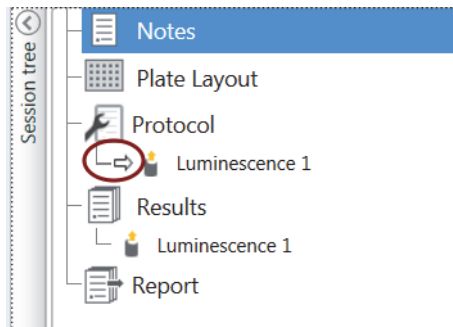 Session tree
Notes
Plate Layout
Protocol
Luminescence 1
Results
Luminescence 1
Report